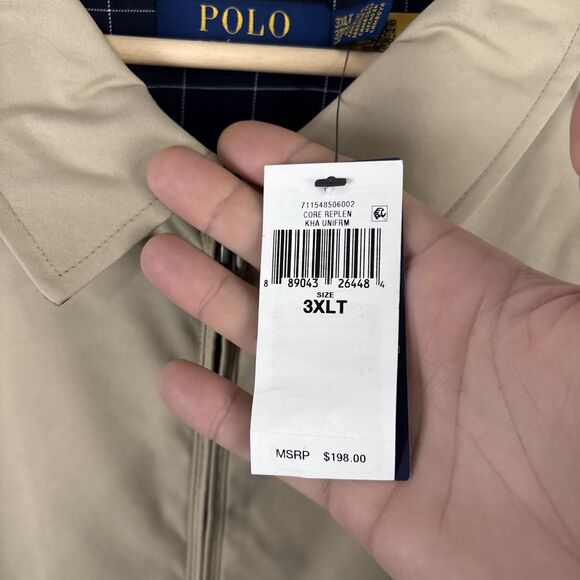 POLO
3XLT
711548506002
CORE REPLEN
KHA UNIFRM
8 89043 26448 4
SIZE
3XLT
MSRP $198.00